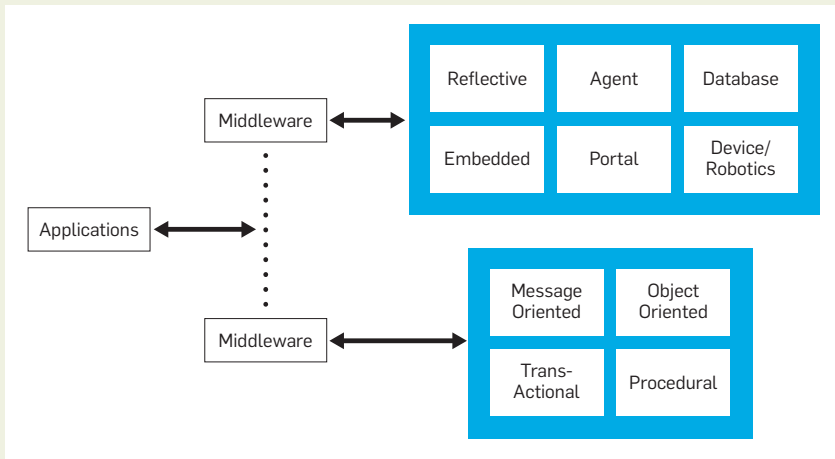 Reflective
Agent
Database
Middleware
Embedded
Portal
Device/
Robotics
Applications
Message
Oriented
Object
Oriented
Middleware
Trans-
Actional
Procedural